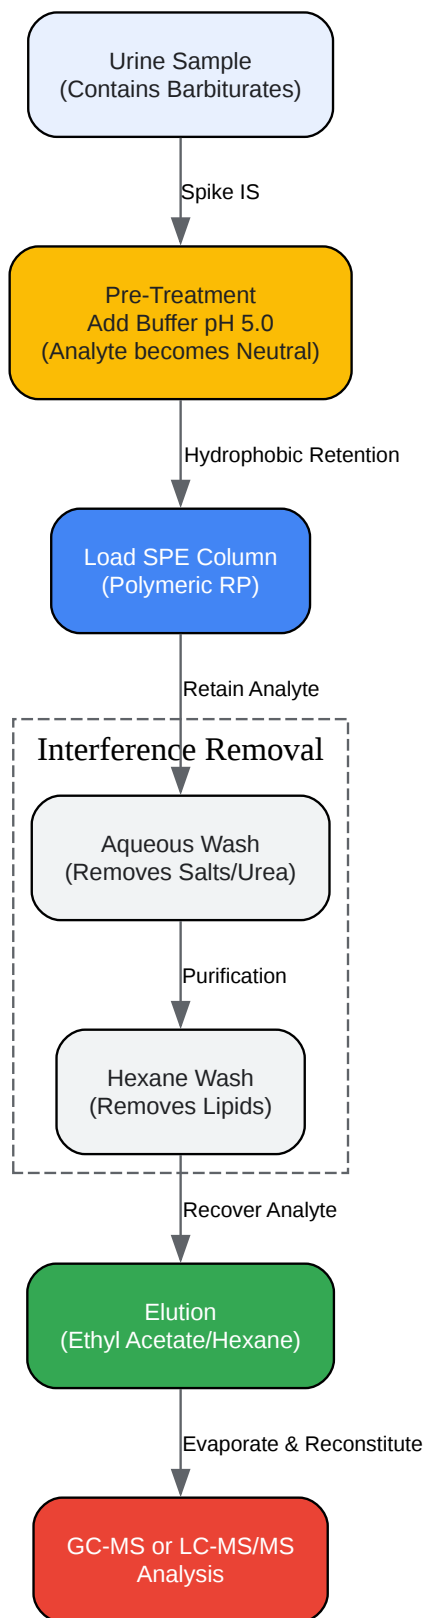 Urine Sample
(Contains Barbiturates)
Spike IS
Pre-Treatment
Add Buffer pH 5.0
(Analyte becomes Neutral)
Hydrophobic Retention
Load SPE Column
(Polymeric RP)
Retain Analyte
Interference Removal
Aqueous Wash
(Removes Salts/Urea)
Purification
Hexane Wash
(Removes Lipids)
Recover Analyte
Elution
(Ethyl Acetate/Hexane)
Evaporate & Reconstitute
GC-MS or LC-MS/MS
Analysis